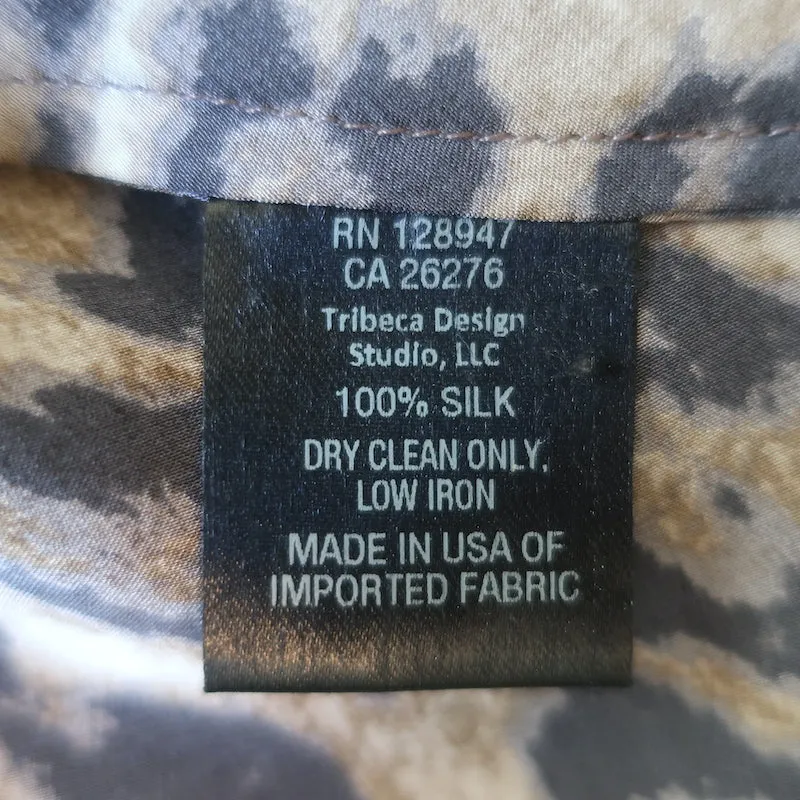 RN 128947
CA 26276
Tribeca Design
Studio, LLC
100% SILK
DRY CLEAN ONLY,
LOW IRON
MADE IN USA OF
IMPORTED FABRIC